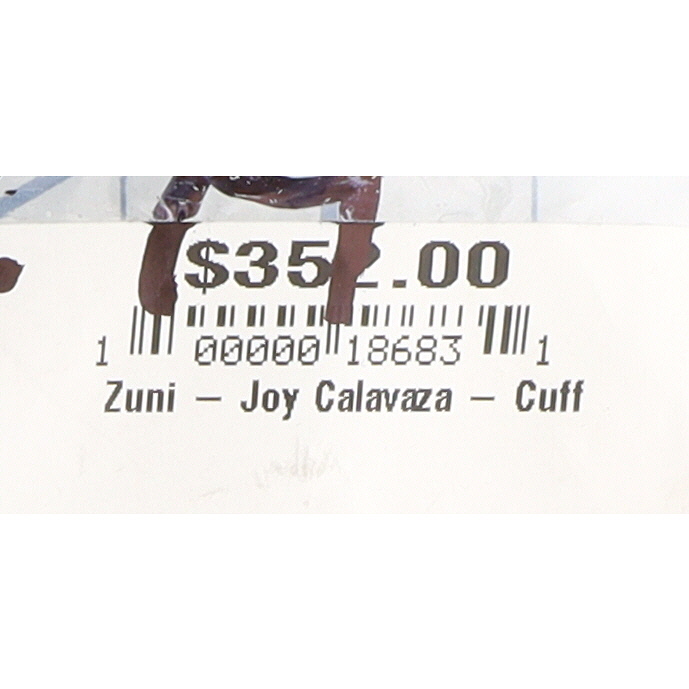 $352.00
1 00000 18683 1
Zuni - Joy Calavaza - Cuff